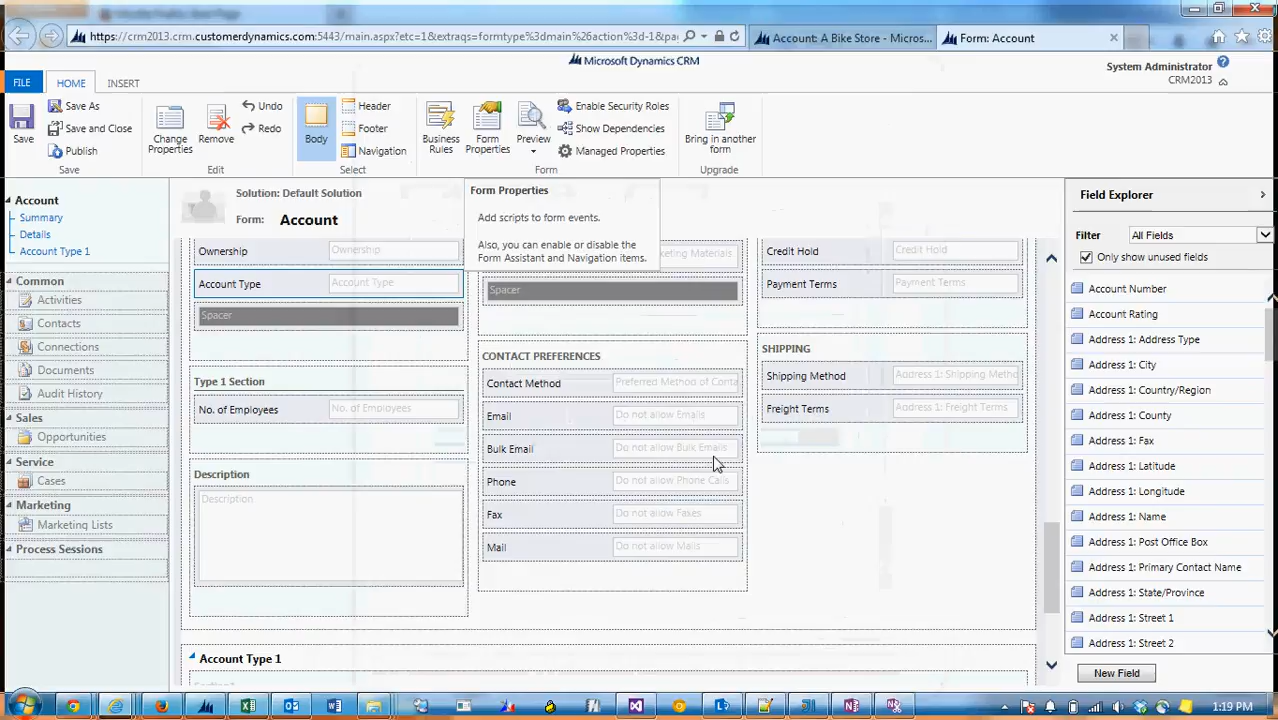 https://crm2013.crm.customerdynamics.com:5443/main.aspx?etc=1&extraqs=formtype%3dmain%26action%3d-1&pag
Account: A Bike Store - Micros...
Form: Account
Microsoft Dynamics CRM
System Administrator
CRM2013
FILE
HOME
INSERT
Save
Save As
Save and Close
Publish
Save
Change Properties
Remove
Undo
Redo
Edit
Body
Header
Footer
Navigation
Select
Business Rules
Form Properties
Preview
Enable Security Roles
Show Dependencies
Managed Properties
Form
Bring in another form
Upgrade
Account
Summary
Details
Account Type 1
Common
Activities
Contacts
Connections
Documents
Audit History
Sales
Opportunities
Service
Cases
Marketing
Marketing Lists
Process Sessions
Solution: Default Solution
Form: Account
Form Properties
Add scripts to form events.
Also, you can enable or disable the
Form Assistant and Navigation items.
Ownership Ownership
Account Type Account Type
Spacer
Type 1 Section
No. of Employees No. of Employees
Description
Description
Materials
Spacer
CONTACT PREFERENCES
Contact Method Preferred Method of Conta
Email Do not allow Emails
Bulk Email Do not allow Bulk Emails
Phone Do not allow Phone Calls
Fax Do not allow Faxes
Mail Do not allow Mails
Credit Hold Credit Hold
Payment Terms Payment Terms
SHIPPING
Shipping Method Address 1: Shipping Metho
Freight Terms Address 1: Freight Terms
Account Type 1
Field Explorer
Filter All Fields
Only show unused fields
Account Number
Account Rating
Address 1: Address Type
Address 1: City
Address 1: Country/Region
Address 1: County
Address 1: Fax
Address 1: Latitude
Address 1: Longitude
Address 1: Name
Address 1: Post Office Box
Address 1: Primary Contact Name
Address 1: State/Province
Address 1: Street 1
Address 1: Street 2
New Field
1:19 PM